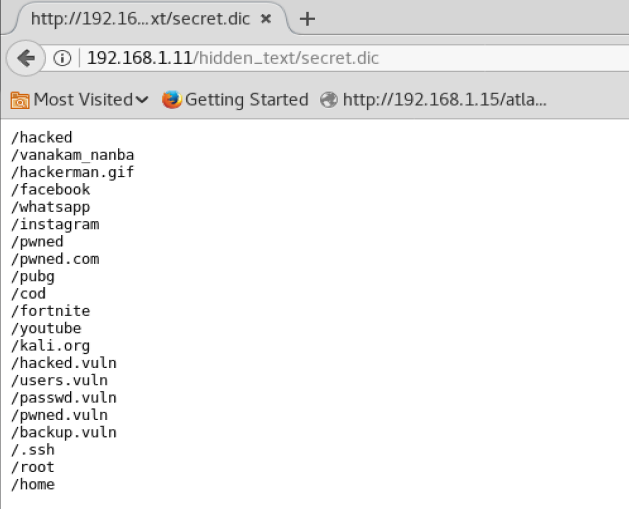 http://192.16...xt/secret.dic
192.168.1.11/hidden_text/secret.dic
Most Visited Getting Started http://192.168.1.15/atla...
/hacked
/vanakam_nanba
/hackerman.gif
/facebook
/whatsapp
/instagram
/pwned
/pwned.com
/pubg
/cod
/fortnite
/youtube
/kali.org
/hacked.vuln
/users.vuln
/passwd.vuln
/pwned.vuln
/backup.vuln
/.ssh
/root
/home